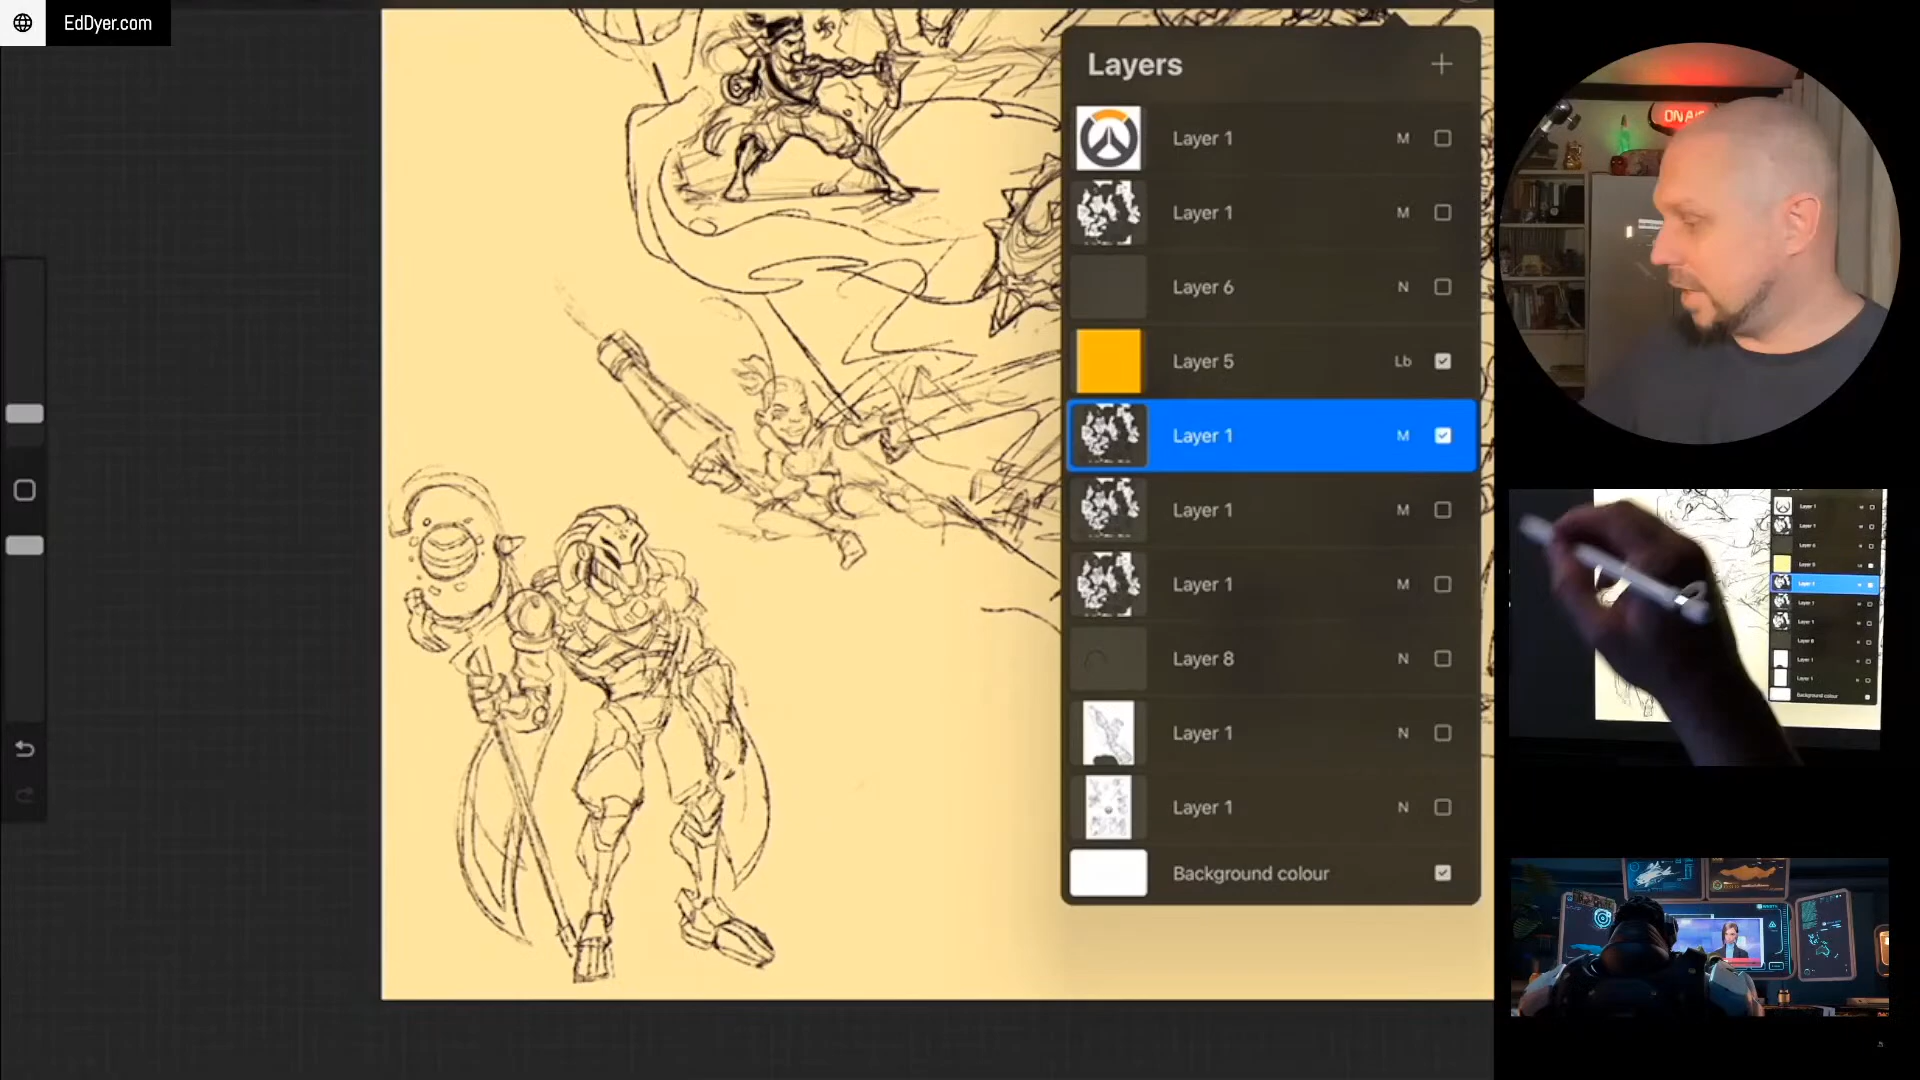 EdDyer.com
Layers
Layer 1 M
Layer 1 M
Layer 6 N
Layer 5 Lb
Layer 1 M
Layer 1 M
Layer 1 M
Layer 8 N
Layer 1 N
Layer 1 N
Background colour